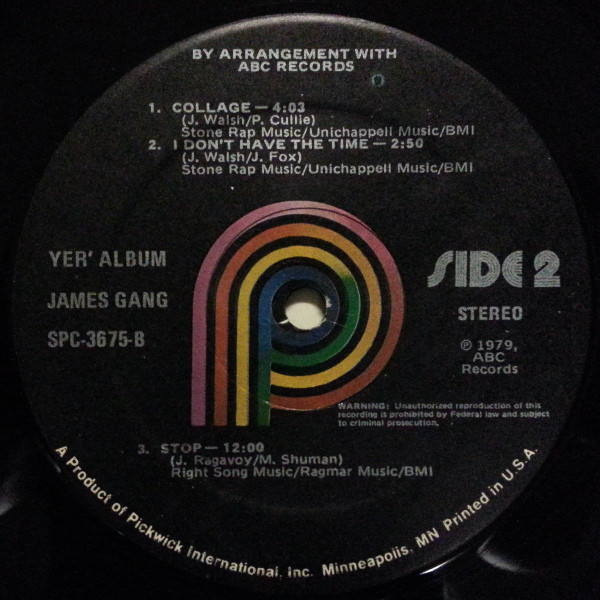 BY ARRANGEMENT WITH
ABC RECORDS
1. COLLAGE — 4:03
(J. Walsh/P. Cullie)
Stone Rap Music/Unichappell Music/BMI
2. I DON'T HAVE THE TIME — 2:50
(J. Walsh/J. Fox)
Stone Rap Music/Unichappell Music/BMI
YER' ALBUM
JAMES GANG
SPC-3675-B
SIDE 2
STEREO
℗ 1979,
ABC
Records
WARNING: Unauthorized reproduction of this
recording is prohibited by Federal law and subject
to criminal prosecution.
3. STOP — 12:00
(J. Ragavoy/M. Shuman)
Right Song Music/Ragmar Music/BMI
A Product of Pickwick International, Inc. Minneapolis, MN Printed in U.S.A.